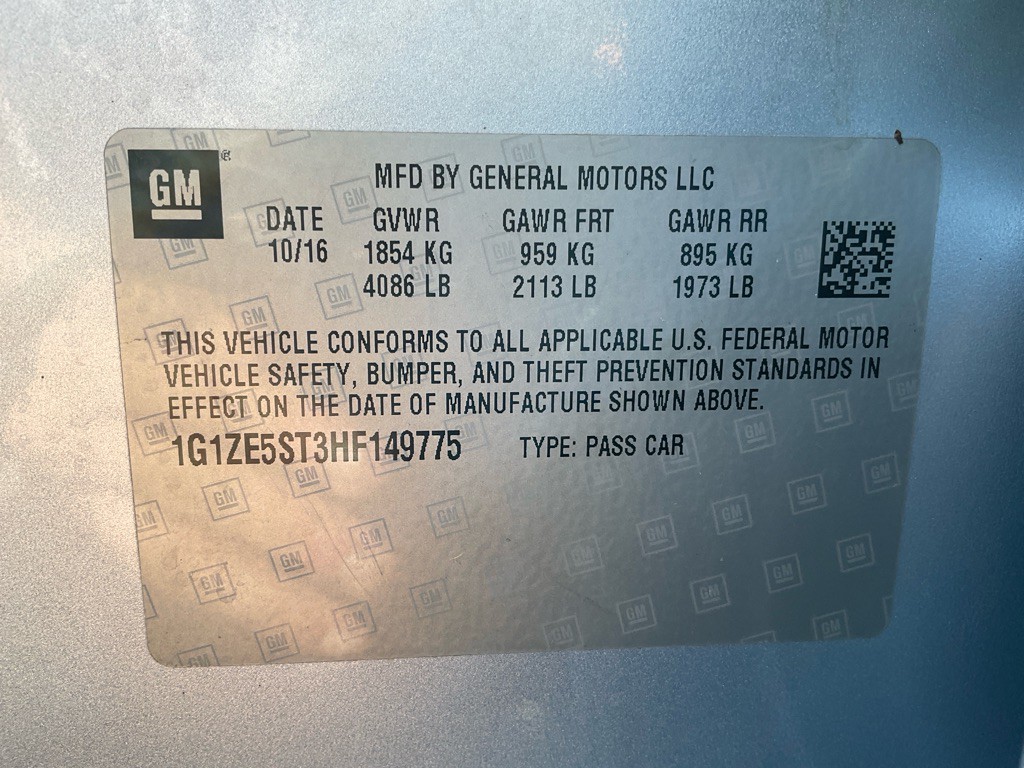 GM
MFD BY GENERAL MOTORS LLC
DATE GVWR GAWR FRT GAWR RR
10/16 1854 KG 959 KG 895 KG
4086 LB 2113 LB 1973 LB
THIS VEHICLE CONFORMS TO ALL APPLICABLE U.S. FEDERAL MOTOR
VEHICLE SAFETY, BUMPER, AND THEFT PREVENTION STANDARDS IN
EFFECT ON THE DATE OF MANUFACTURE SHOWN ABOVE.
1G1ZE5ST3HF149775 TYPE: PASS CAR